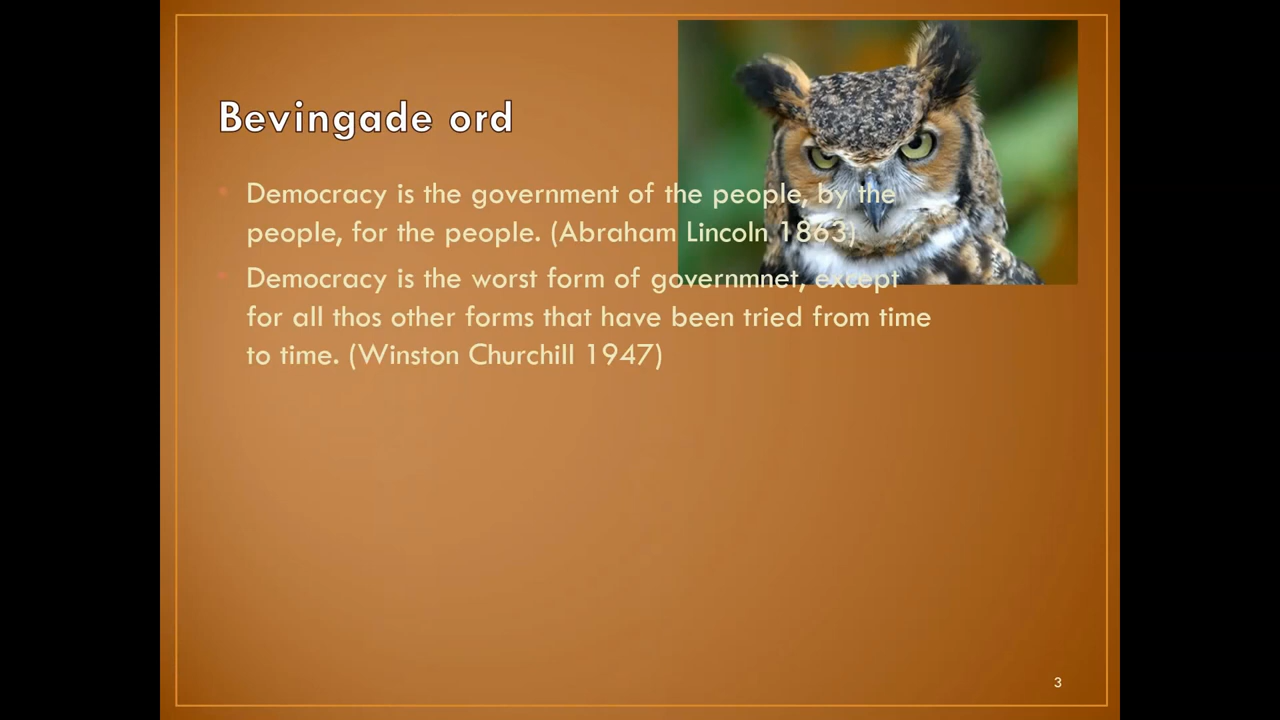 Bevingade ord
Democracy is the government of the people, by the
people, for the people. (Abraham Lincoln 1863)
Democracy is the worst form of governmnet, except
for all thos other forms that have been tried from time
to time. (Winston Churchill 1947)
3